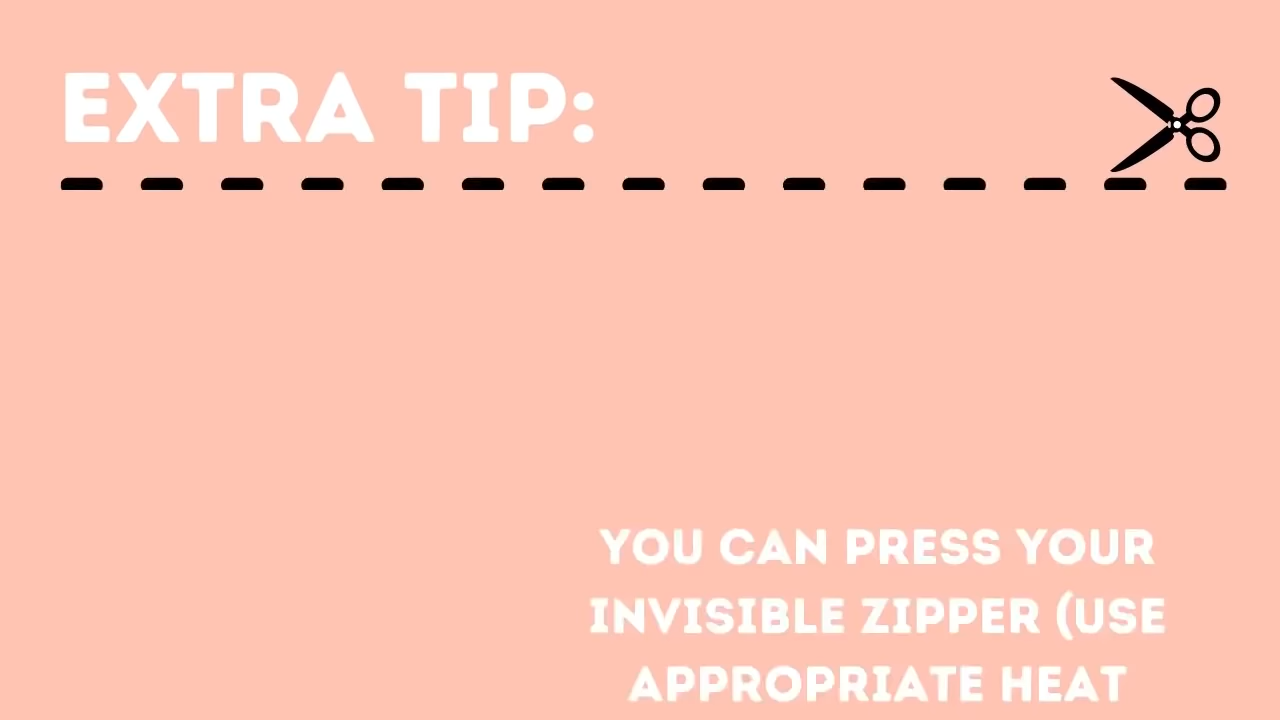 EXTRA TIP:
YOU CAN PRESS YOUR
INVISIBLE ZIPPER (USE
APPROPRIATE HEAT